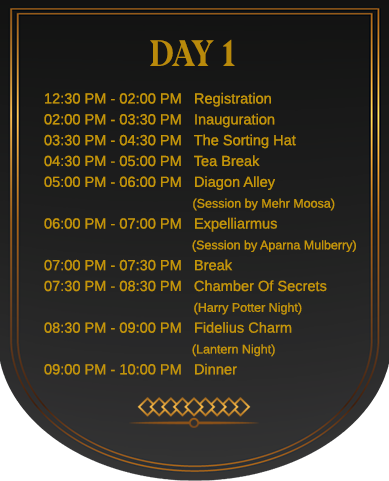 DAY 1
12:30 PM - 02:00 PM Registration
02:00 PM - 03:30 PM Inauguration
03:30 PM - 04:30 PM The Sorting Hat
04:30 PM - 05:00 PM Tea Break
05:00 PM - 06:00 PM Diagon Alley
(Session by Mehr Moosa)
06:00 PM - 07:00 PM Expelliarmus
(Session by Aparna Mulberry)
07:00 PM - 07:30 PM Break
07:30 PM - 08:30 PM Chamber Of Secrets
(Harry Potter Night)
08:30 PM - 09:00 PM Fidelius Charm
(Lantern Night)
09:00 PM - 10:00 PM Dinner